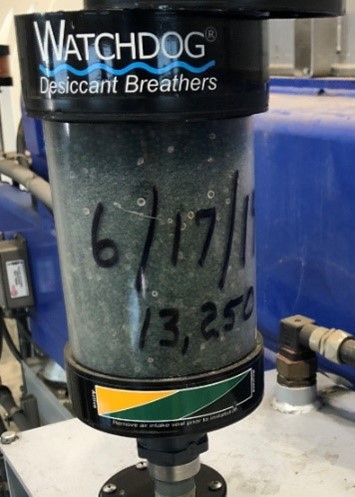 WATCHDOG®
Desiccant Breathers
6/17/1
13,250
Remove air intake seal prior to installation